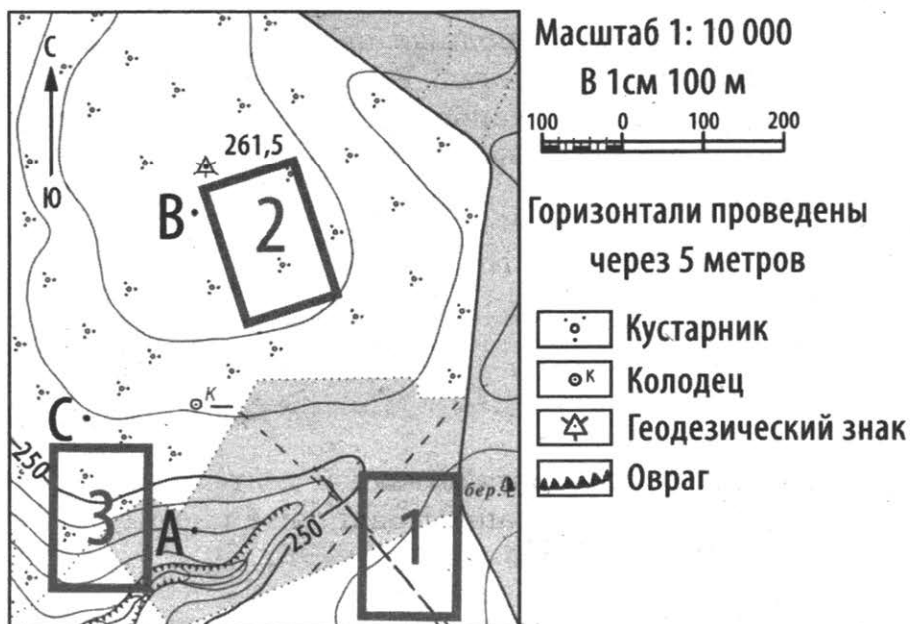 С
Ю
261,5
В
2
К
С
250
3
А
250
1
бер.
Масштаб 1: 10 000
В 1см 100 м
100 0 100 200
Горизонтали проведены
через 5 метров
Кустарник
К
Колодец
Геодезический знак
Овраг